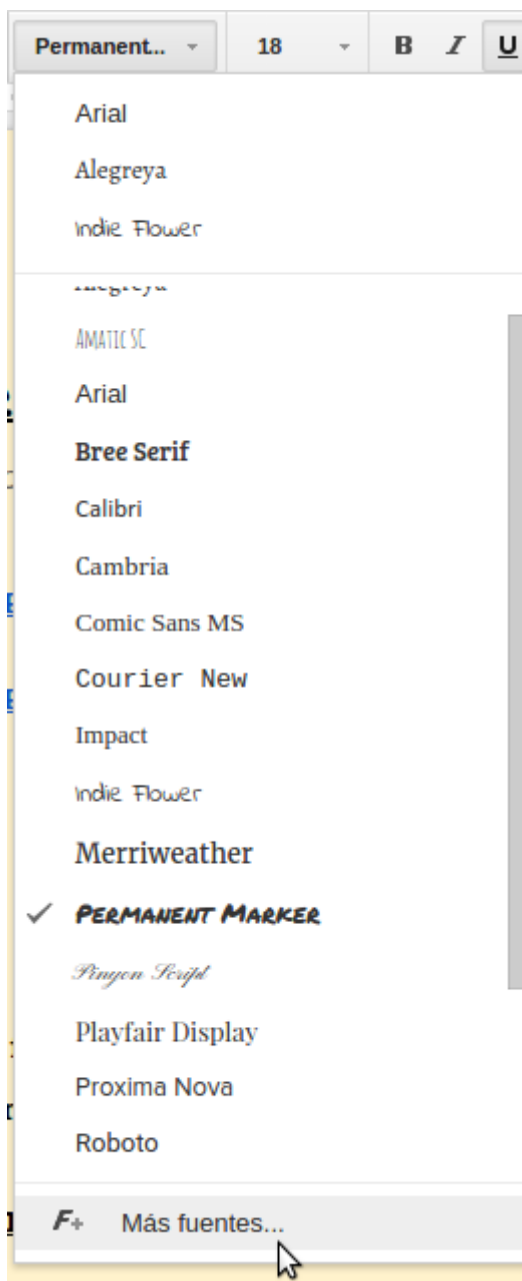 Permanent... 18 B I U
Arial
Alegreya
Indie Flower
Alegreya
Amatic SC
Arial
Bree Serif
Calibri
Cambria
Comic Sans MS
Courier New
Impact
Indie Flower
Merriweather
Permanent Marker
Pinyon Script
Playfair Display
Proxima Nova
Roboto
F+ Más fuentes...